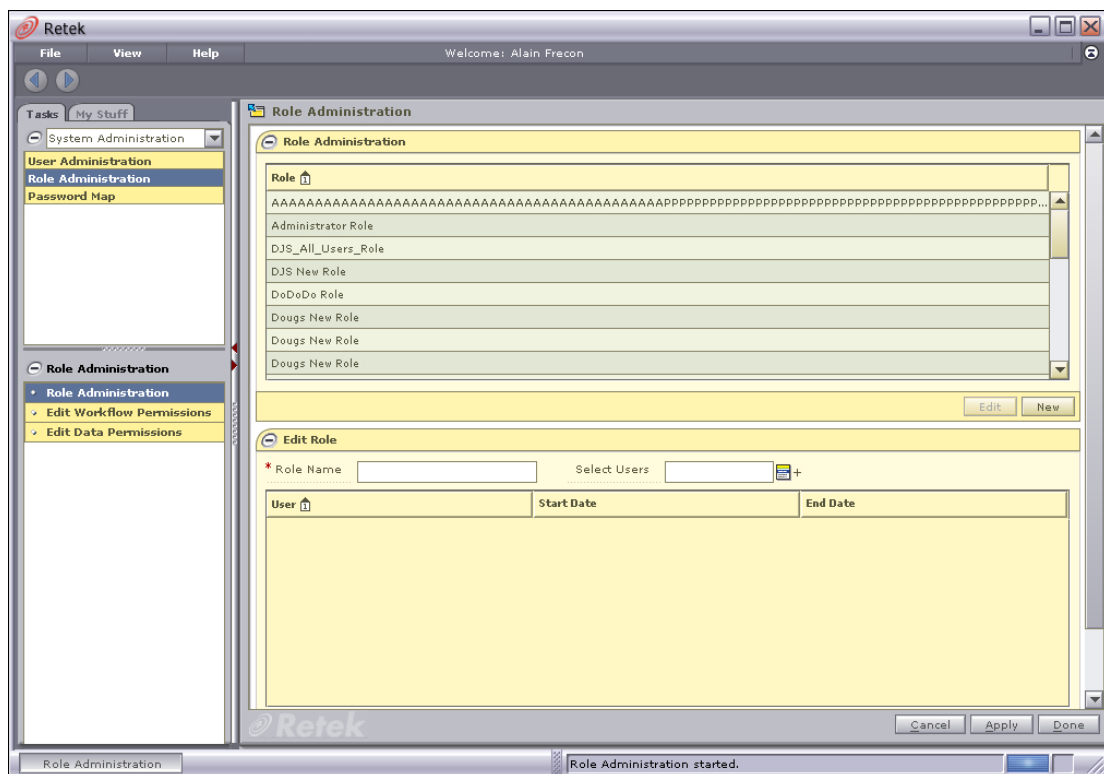 Retek
File View Help Welcome: Alain Frecon
Tasks My Stuff
System Administration
User Administration
Role Administration
Password Map
Role Administration
Role Administration
Edit Workflow Permissions
Edit Data Permissions
Role Administration
Role Administration
Role 1
Administrator Role
DJS_All_Users_Role
DJS New Role
DoDoDo Role
Dougs New Role
Dougs New Role
Dougs New Role
Edit New
Edit Role
* Role Name Select Users +
User 1 Start Date End Date
Retek
Cancel Apply Done
Role Administration Role Administration started.